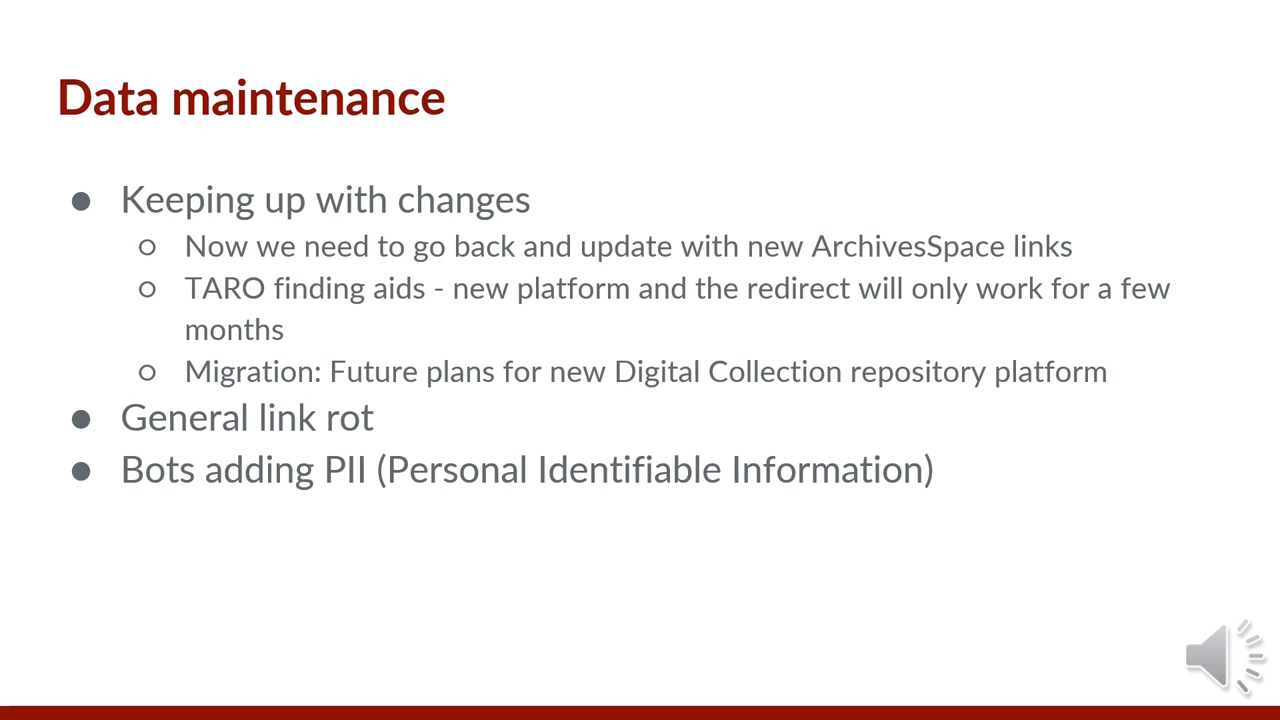 Data maintenance
● Keeping up with changes
○ Now we need to go back and update with new ArchivesSpace links
○ TARO finding aids - new platform and the redirect will only work for a few
months
○ Migration: Future plans for new Digital Collection repository platform
● General link rot
● Bots adding PII (Personal Identifiable Information)